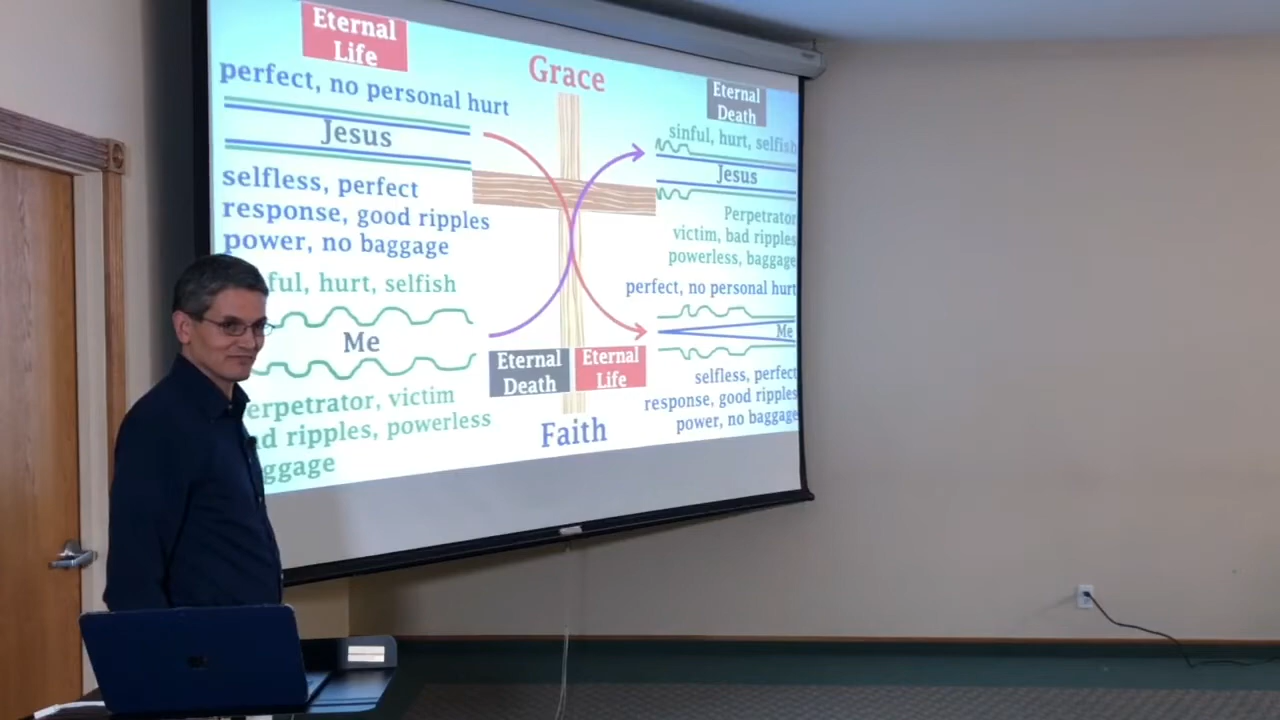 Eternal
Life
perfect, no personal hurt
Jesus
selfless, perfect
response, good ripples
power, no baggage
ful, hurt, selfish
Me
erpetrator, victim
d ripples, powerless
ggage
Grace
Eternal
Death
Eternal
Life
Faith
Eternal
Death
sinful, hurt, selfish
Jesus
Perpetrator
victim, bad ripples
powerless, baggage
perfect, no personal hurt
Me
selfless, perfect
response, good ripples
power, no baggage